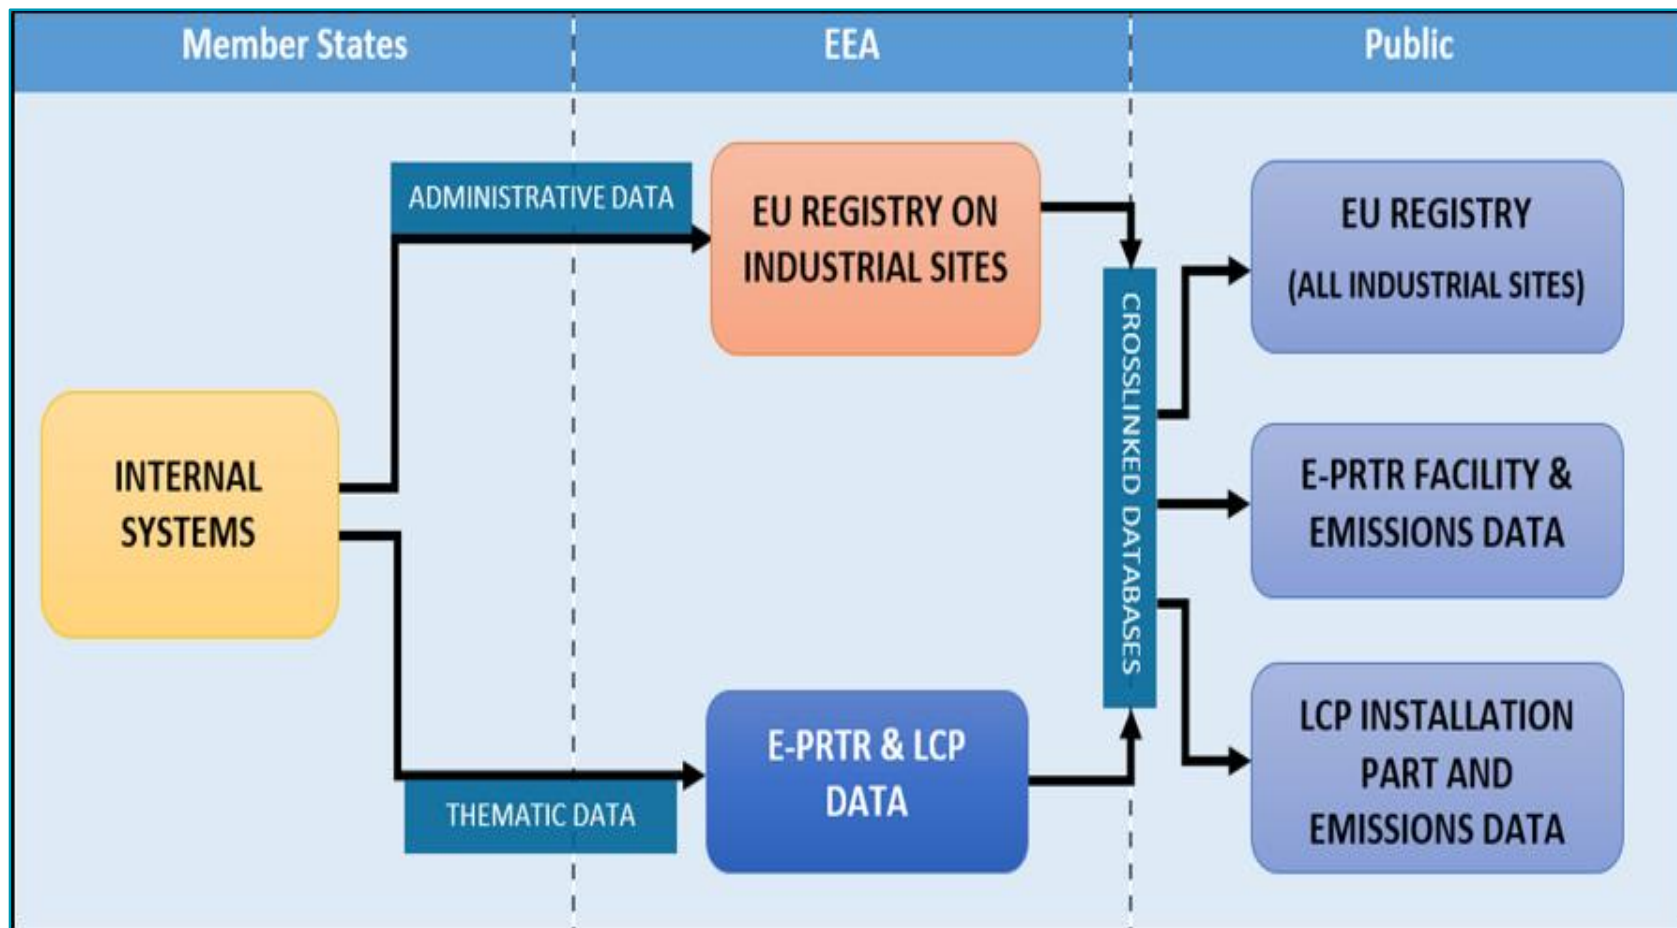 Member States
EEA
Public
ADMINISTRATIVE DATA
EU REGISTRY ON
INDUSTRIAL SITES
EU REGISTRY
(ALL INDUSTRIAL SITES)
INTERNAL
SYSTEMS
CROSSLINKED DATABASES
E-PRTR FACILITY &
EMISSIONS DATA
THEMATIC DATA
E-PRTR & LCP
DATA
LCP INSTALLATION
PART AND
EMISSIONS DATA